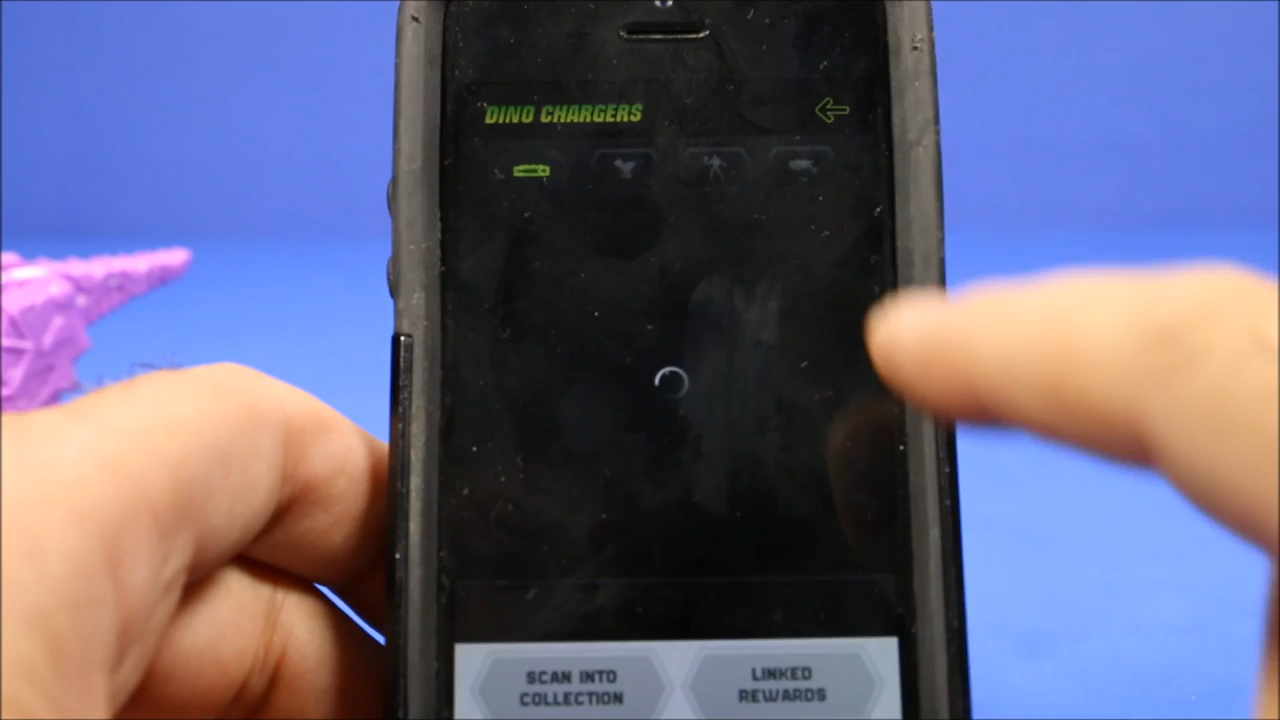 DINO CHARGERS
SCAN INTO
COLLECTION
LINKED
REWARDS